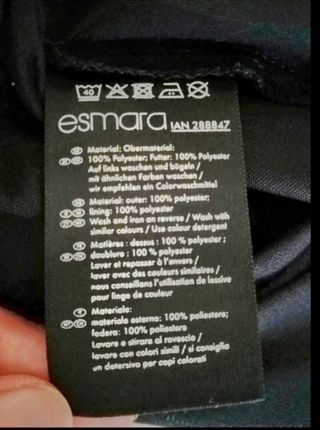 40
esmara IAN 288847
Material: Obermaterial:
100% Polyester; Futter: 100% Polyester
Auf links waschen und bügeln /
mit ähnlichen Farben waschen /
wir empfehlen ein Colorwaschmittel
Material: outer: 100% polyester;
lining: 100% polyester
Wash and iron on reverse / Wash with
similar colours / Use colour detergent
Matières : dessus : 100 % polyester ;
doublure : 100 % polyester
Laver et repasser à l'envers /
laver avec des couleurs similaires /
nous conseillons l'utilisation de lessive
pour linge de couleur
Materiale:
materiale esterno: 100% poliestere;
fodera: 100% poliestere
Lavare e stirare al rovescio /
lavare con colori simili / si consiglia
un detersivo per capi colorati